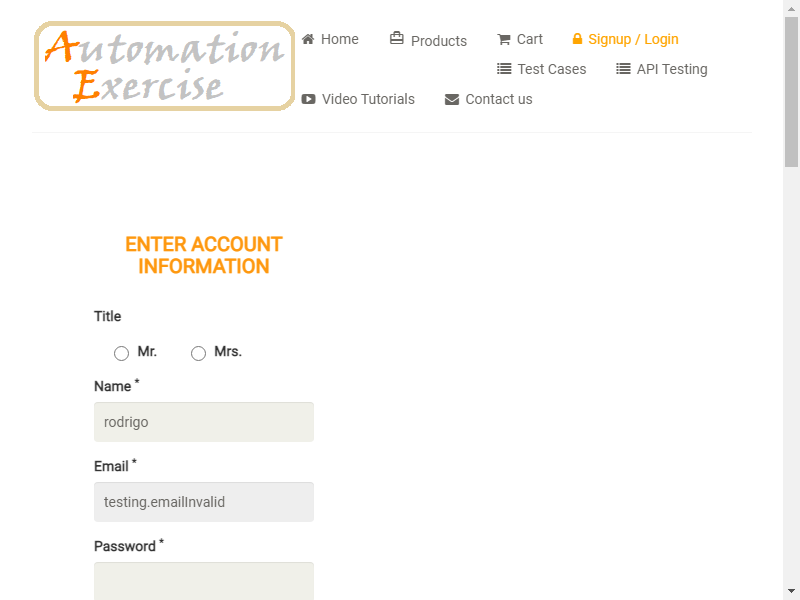 Automation
Exercise
Home
Products
Cart
Signup / Login
Test Cases
API Testing
Video Tutorials
Contact us
ENTER ACCOUNT
INFORMATION
Title
Mr.
Mrs.
Name *
rodrigo
Email *
testing.emailInvalid
Password *